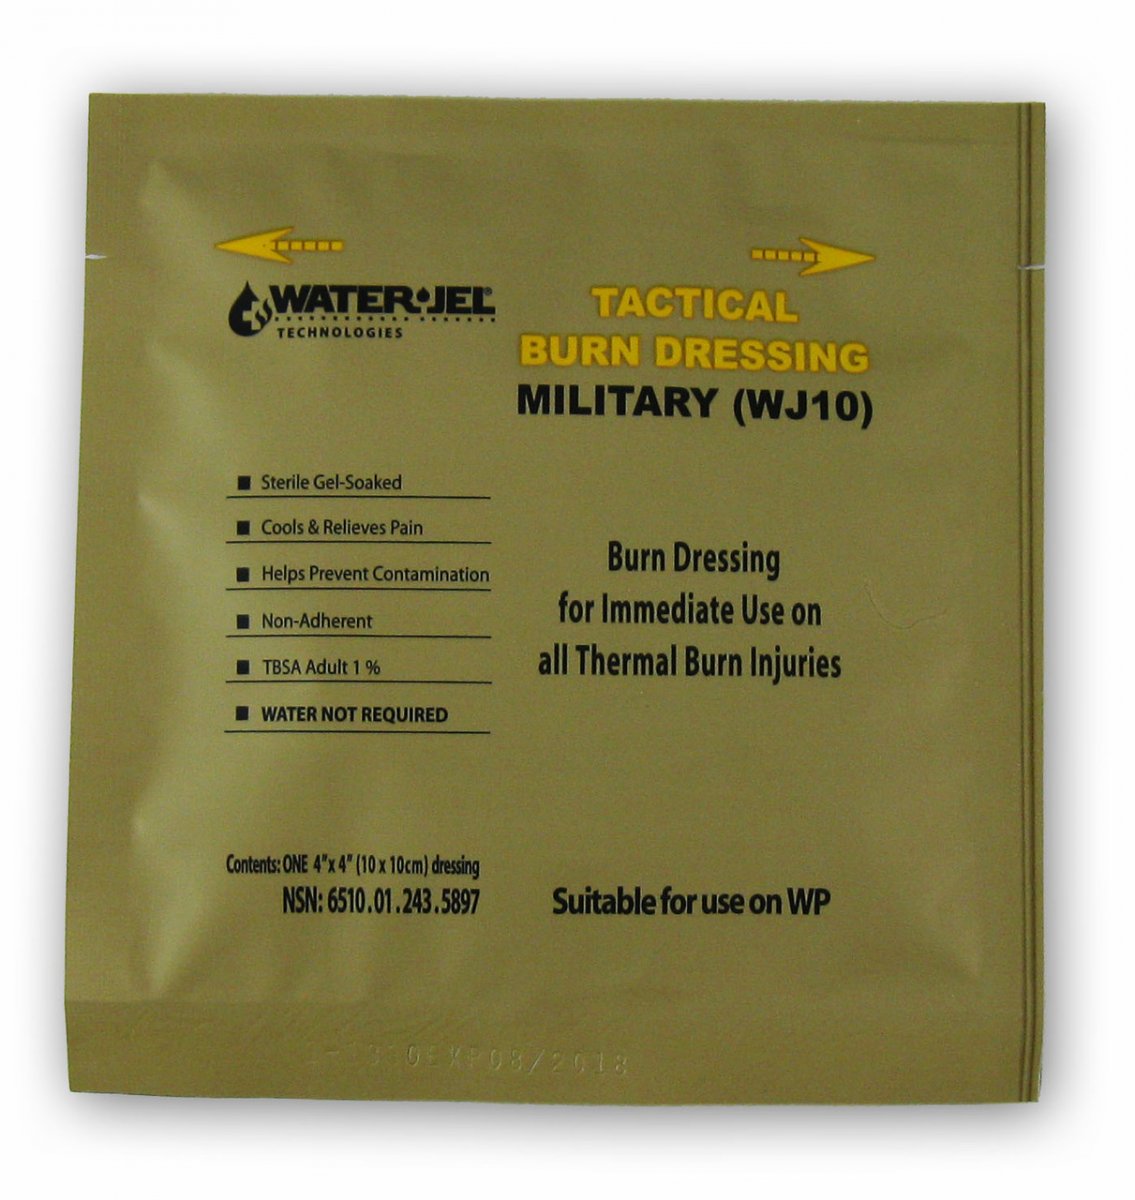 WATER•JEL®
TECHNOLOGIES
TACTICAL
BURN DRESSING
MILITARY (WJ10)
Sterile Gel-Soaked
Cools & Relieves Pain
Helps Prevent Contamination
Non-Adherent
TBSA Adult 1 %
WATER NOT REQUIRED
Burn Dressing
for Immediate Use on
all Thermal Burn Injuries
Contents: ONE 4"x 4" (10 x 10cm) dressing
NSN: 6510.01.243.5897
Suitable for use on WP
EXP08/2018